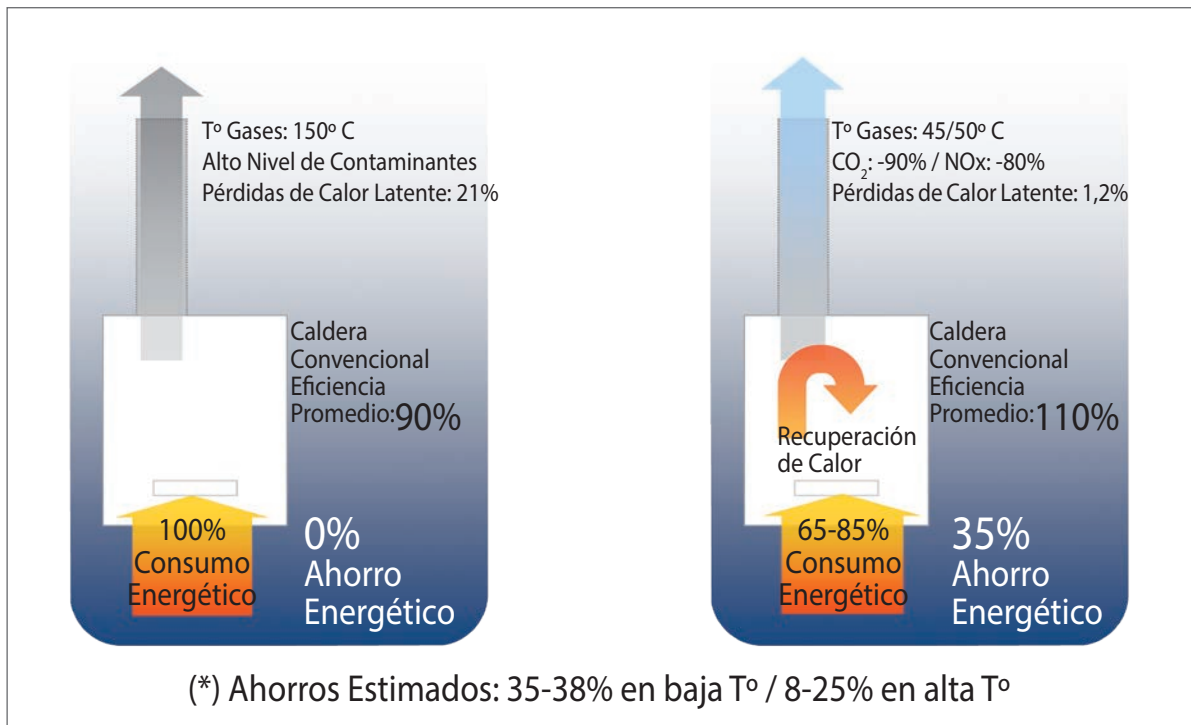 Tº Gases: 150º C
Alto Nivel de Contaminantes
Pérdidas de Calor Latente: 21%
Caldera
Convencional
Eficiencia
Promedio:90%
100%
Consumo
Energético
0%
Ahorro
Energético
Tº Gases: 45/50º C
CO₂: -90% / NOx: -80%
Pérdidas de Calor Latente: 1,2%
Caldera
Convencional
Eficiencia
Promedio:110%
Recuperación
de Calor
65-85%
Consumo
Energético
35%
Ahorro
Energético
(*) Ahorros Estimados: 35-38% en baja Tº / 8-25% en alta Tº